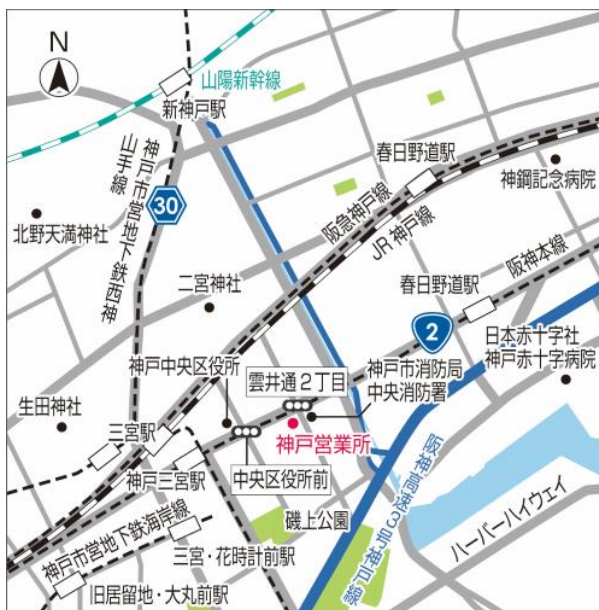 N
山陽新幹線
新神戸駅
神戸市営地下鉄西神
山手線
30
北野天満神社
春日野道駅
神鋼記念病院
阪急神戸線
JR神戸線
阪神本線
二宮神社
春日野道駅
2
日本赤十字社
神戸赤十字病院
神戸中央区役所
雲井通2丁目
神戸市消防局
中央消防署
生田神社
三宮駅
神戸営業所
神戸三宮駅
中央区役所前
阪神高速3号神戸線
神戸市営地下鉄海岸線
磯上公園
ハーバーハイウェイ
三宮・花時計前駅
旧居留地・大丸前駅